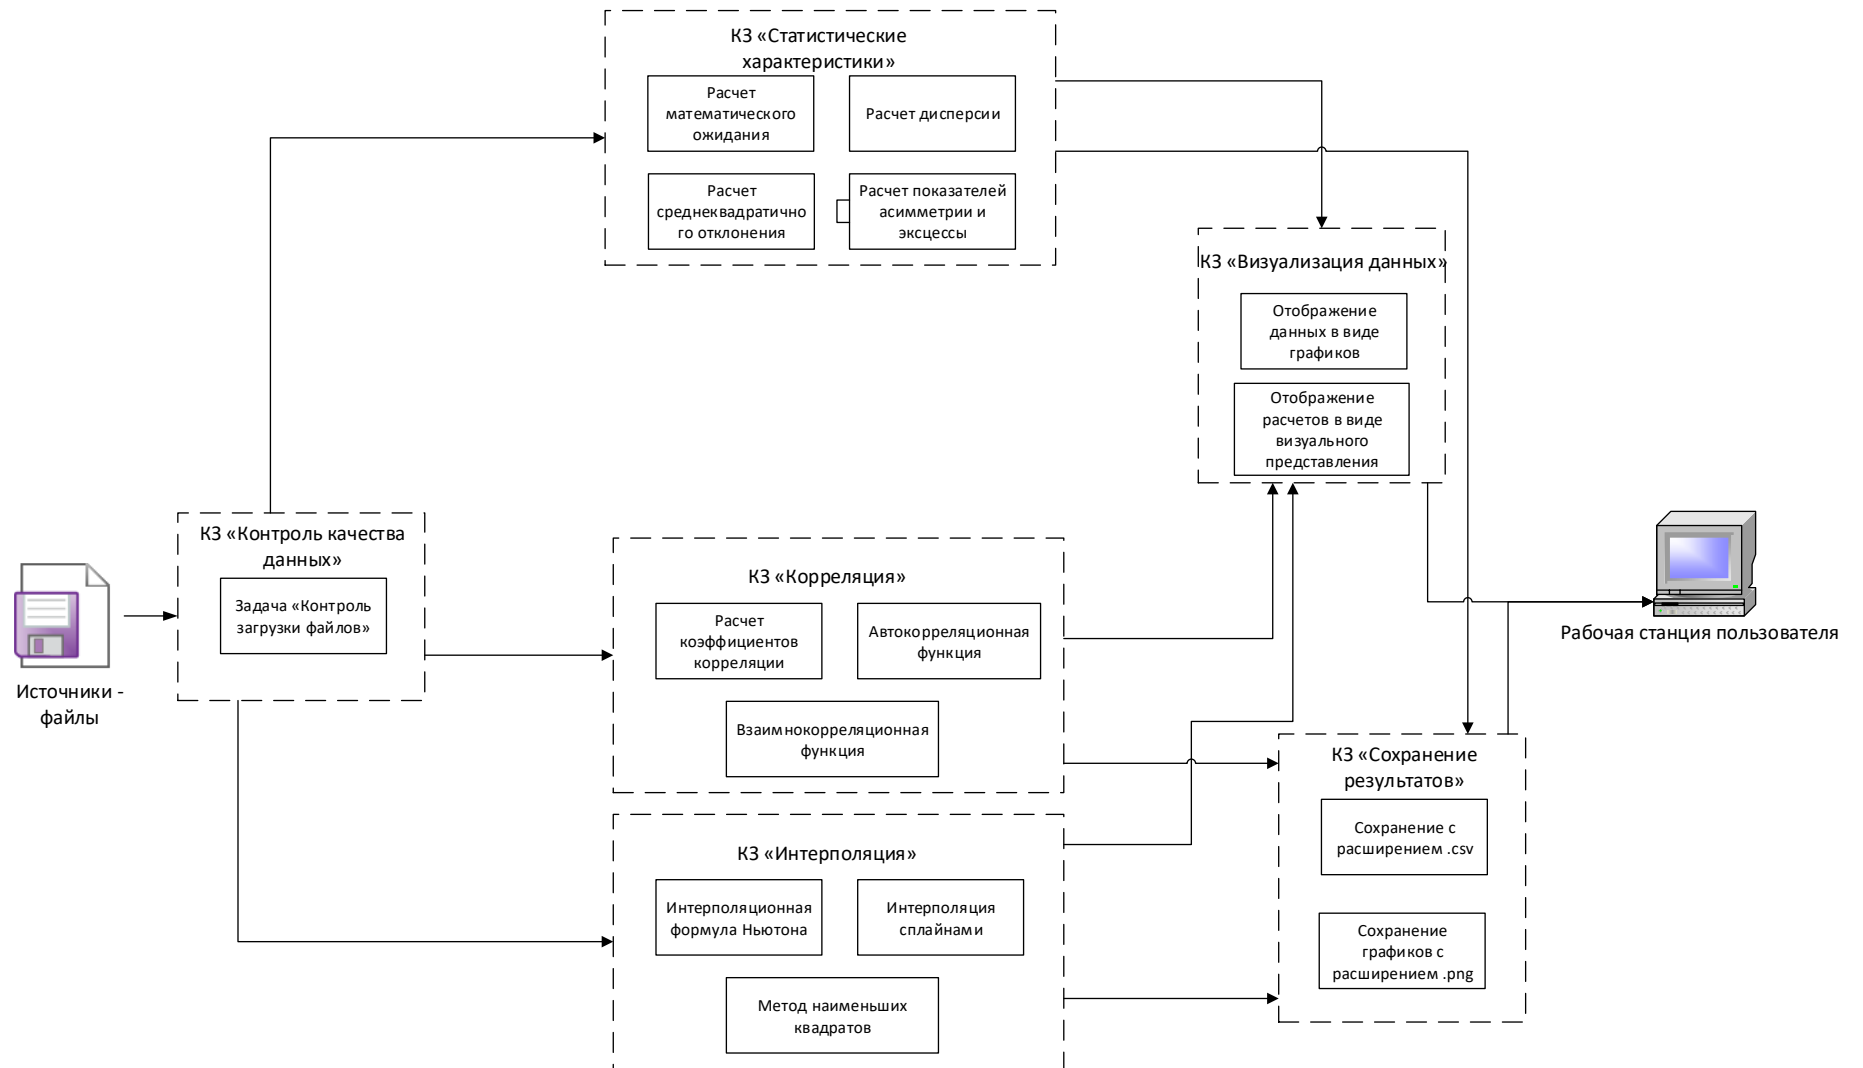 КЗ «Статистические
характеристики»
Расчет
математического
ожидания
Расчет дисперсии
Расчет
среднеквадратично
го отклонения
Расчет показателей
асимметрии и
эксцессы
КЗ «Визуализация данных»
Отображение
данных в виде
графиков
Отображение
расчетов в виде
визуального
представления
КЗ «Контроль качества
данных»
Задача «Контроль
загрузки файлов»
Источники -
файлы
КЗ «Корреляция»
Расчет
коэффициентов
корреляции
Автокорреляционная
функция
Взаимнокорреляционная
функция
Рабочая станция пользователя
КЗ «Интерполяция»
Интерполяционная
формула Ньютона
Интерполяция
сплайнами
Метод наименьших
квадратов
КЗ «Сохранение
результатов»
Сохранение с
расширением .csv
Сохранение
графиков с
расширением .png